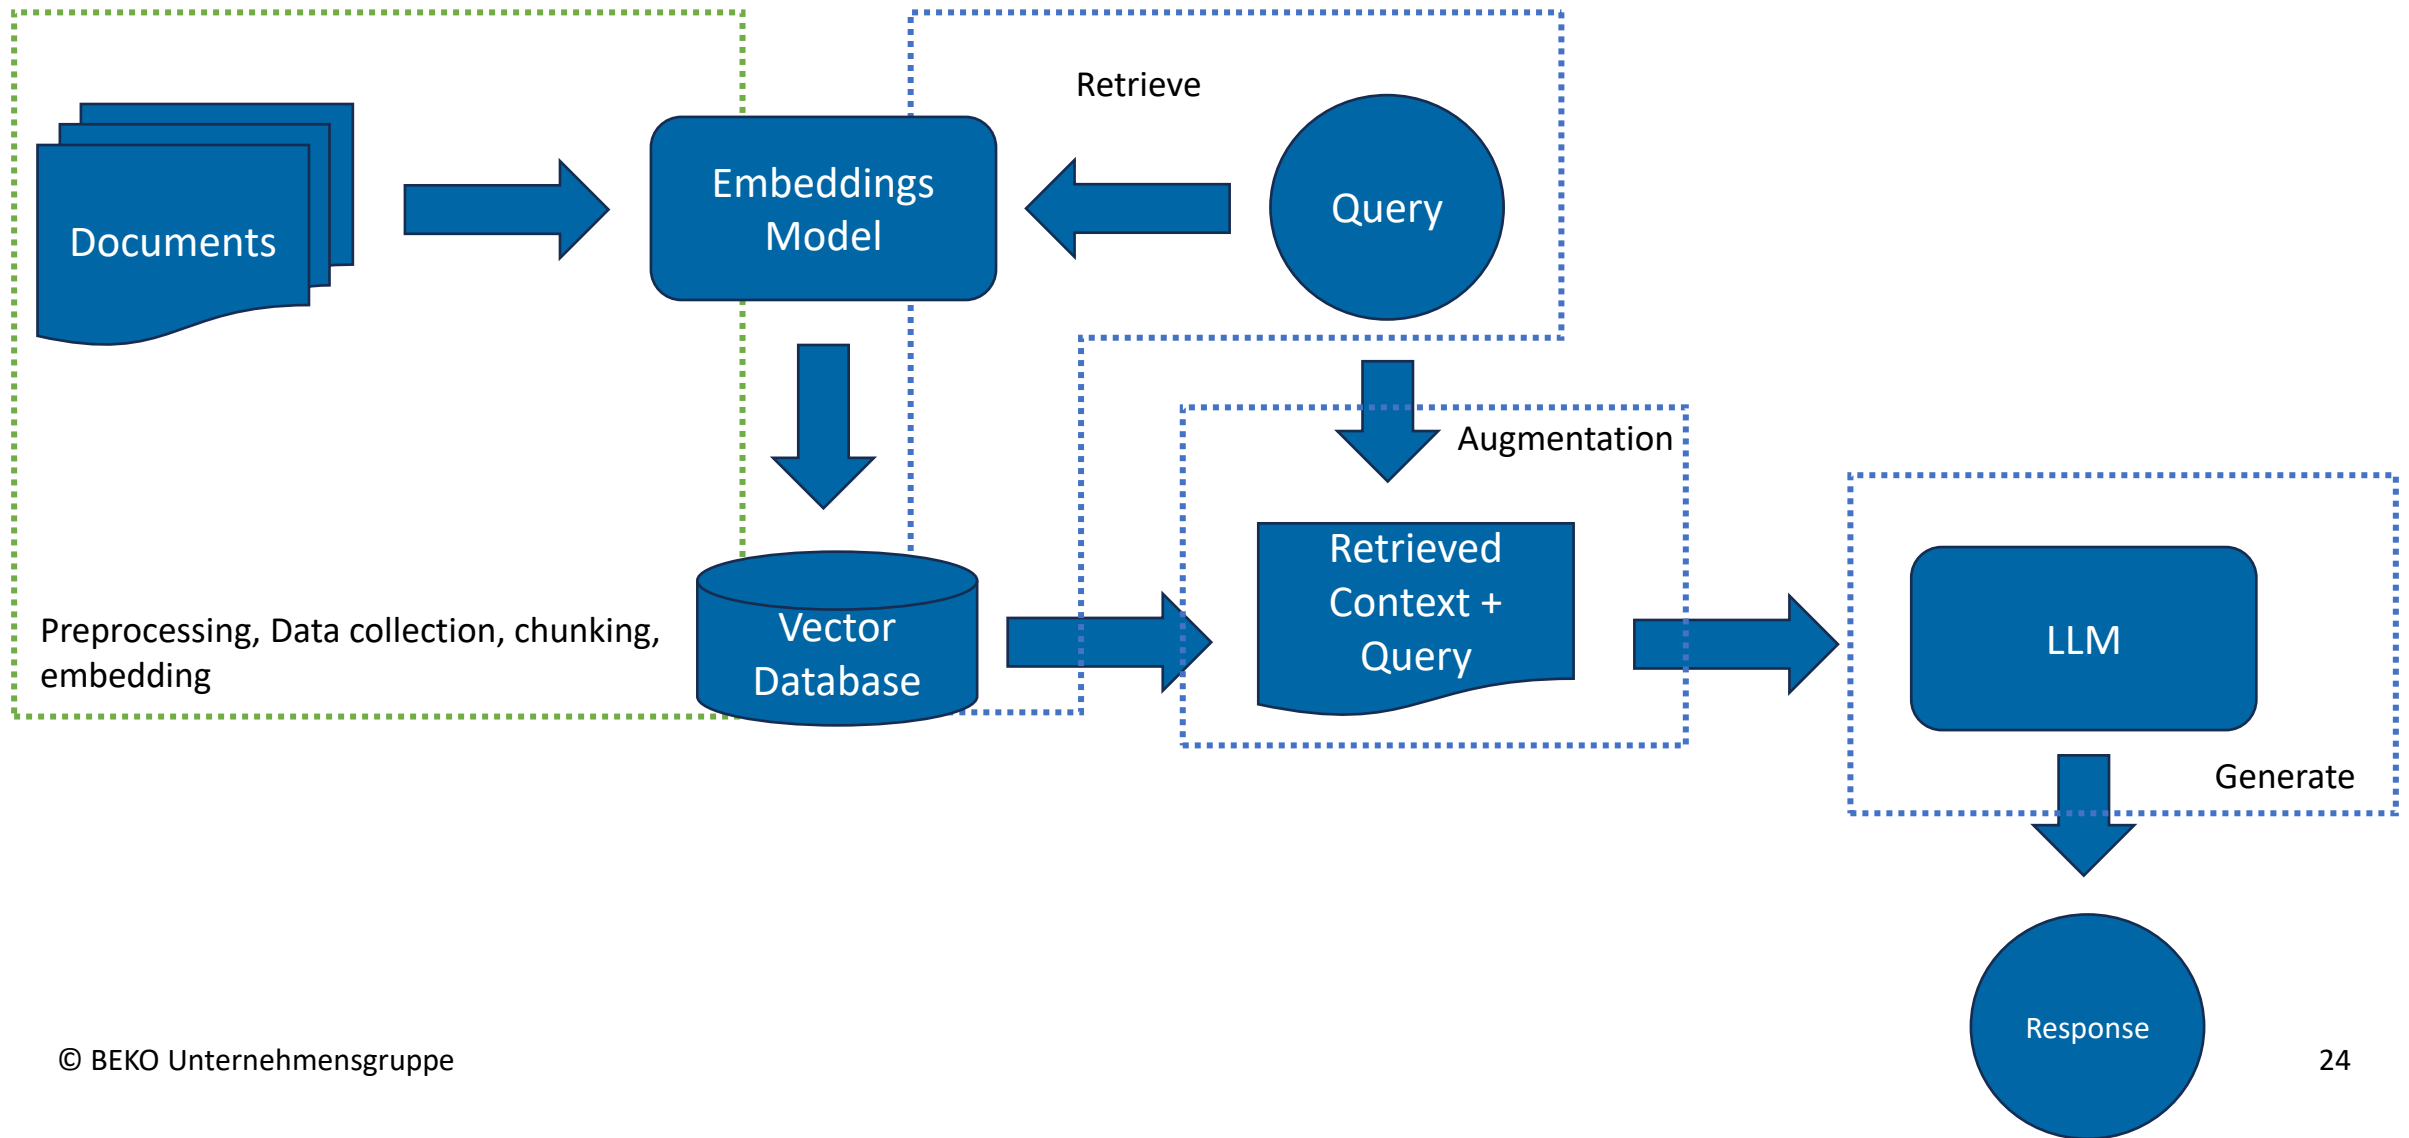 Retrieve
Documents
Embeddings
Model
Query
Augmentation
Preprocessing, Data collection, chunking,
embedding
Vector
Database
Retrieved
Context +
Query
LLM
Generate
Response
© BEKO Unternehmensgruppe
24